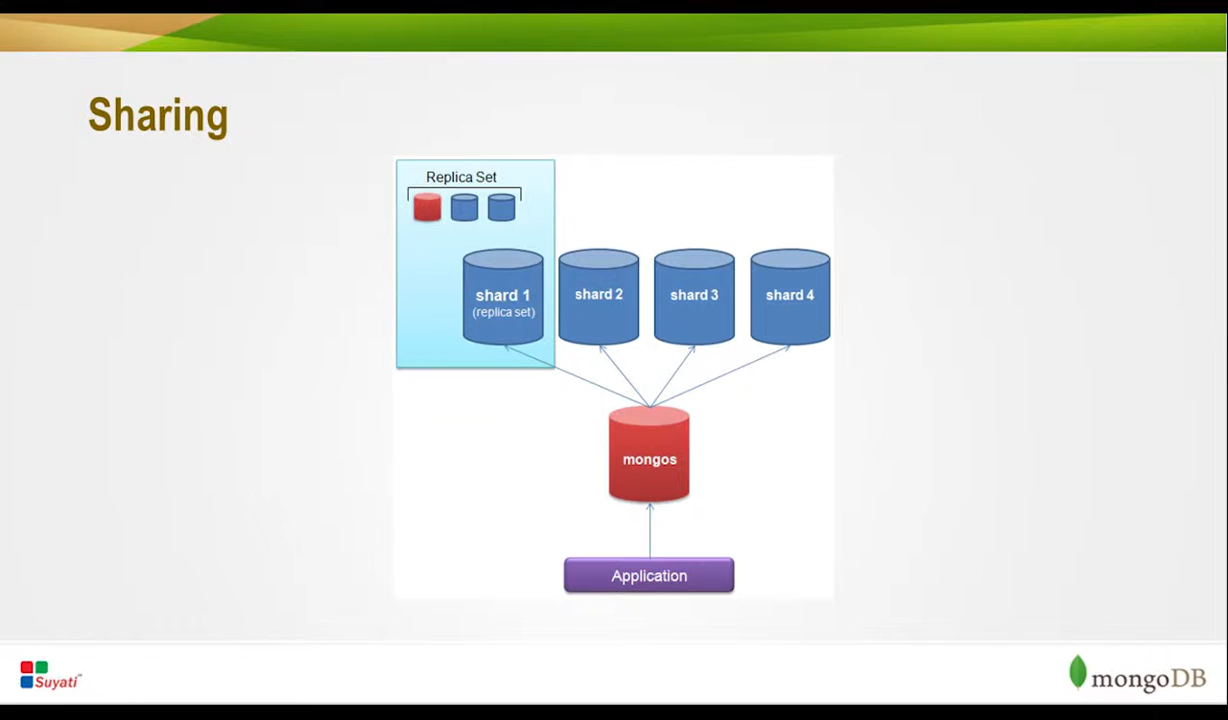 Sharing
Replica Set
shard 1
(replica set)
shard 2
shard 3
shard 4
mongos
Application
Suyati
mongoDB